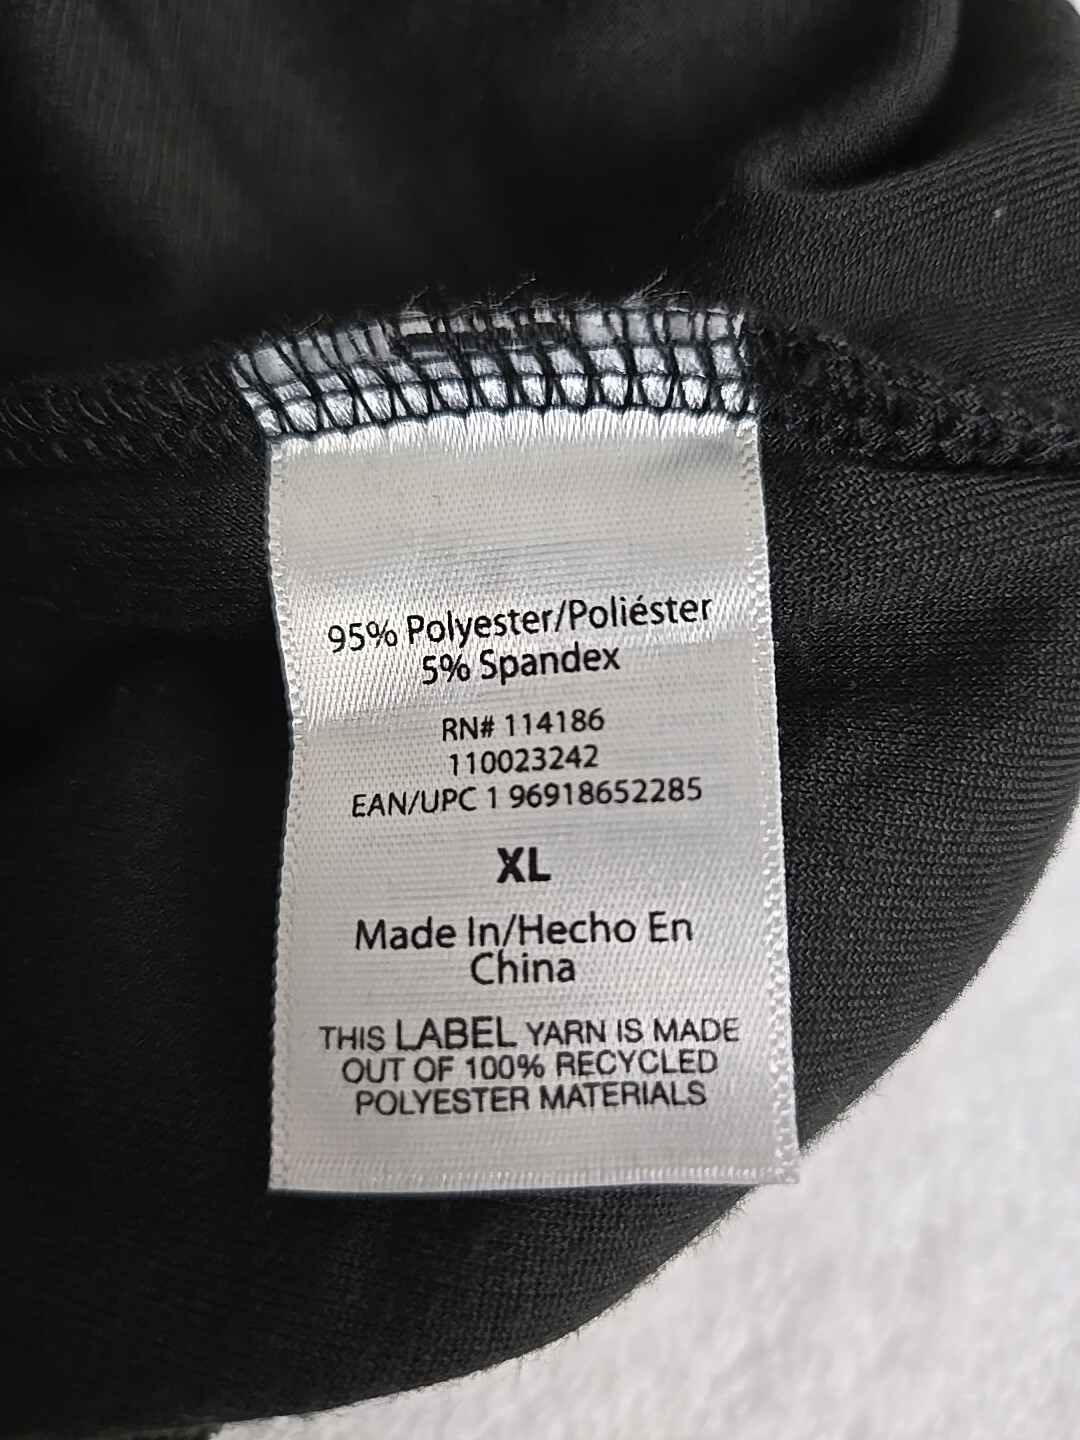 95% Polyester/Poliéster
5% Spandex
RN# 114186
110023242
EAN/UPC 1 96918652285
XL
Made In/Hecho En
China
THIS LABEL YARN IS MADE
OUT OF 100% RECYCLED
POLYESTER MATERIALS